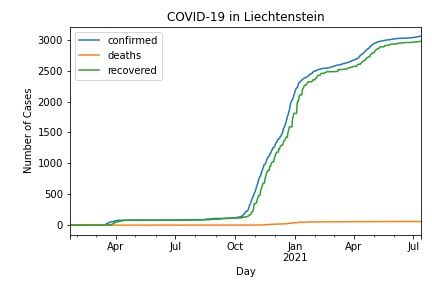 COVID-19 in Liechtenstein
confirmed
deaths
recovered
Number of Cases
3000
2500
2000
1500
1000
500
0
Apr Jul Oct Jan Apr Jul
2021
Day